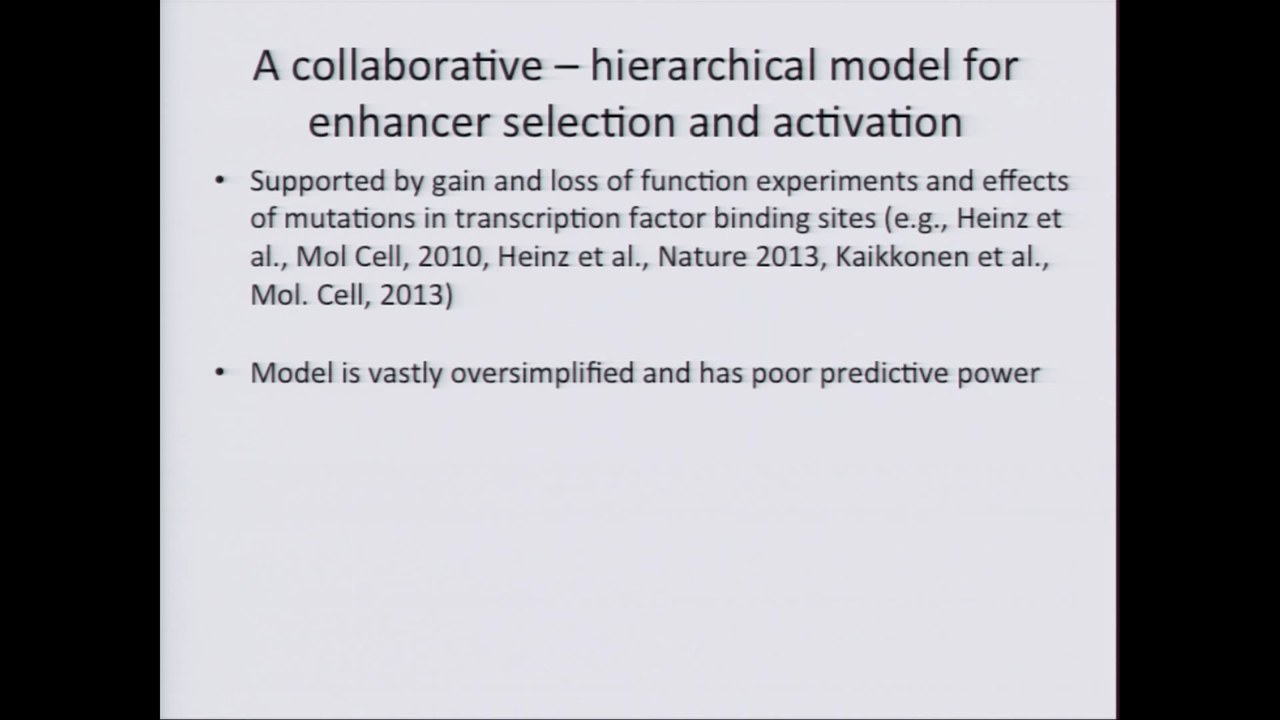 A collaborative – hierarchical model for
enhancer selection and activation
• Supported by gain and loss of function experiments and effects
of mutations in transcription factor binding sites (e.g., Heinz et
al., Mol Cell, 2010, Heinz et al., Nature 2013, Kaikkonen et al.,
Mol. Cell, 2013)
• Model is vastly oversimplified and has poor predictive power